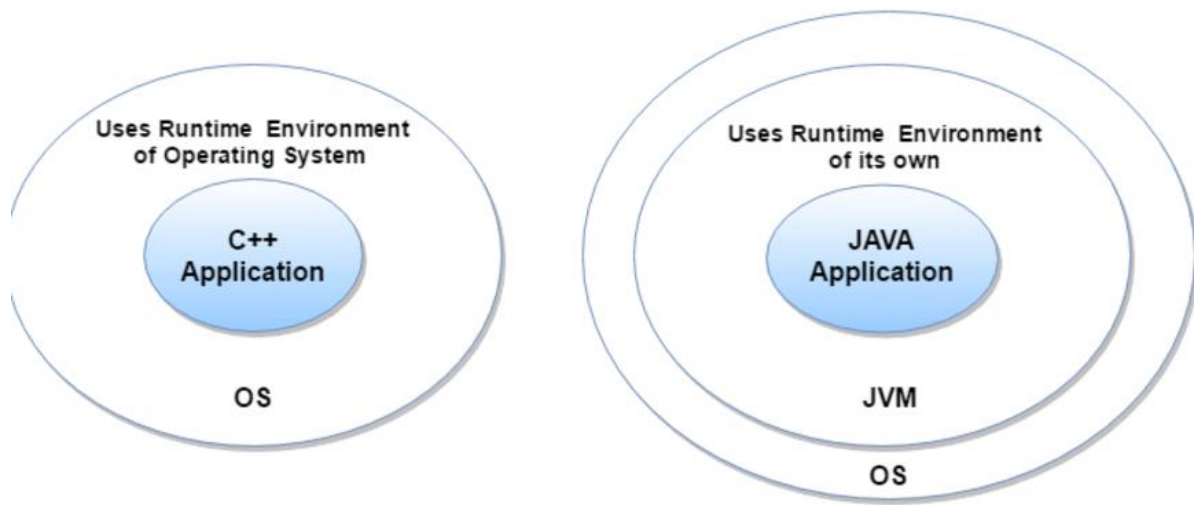 Uses Runtime Environment
of Operating System
C++
Application
OS
Uses Runtime Environment
of its own
JAVA
Application
JVM
OS